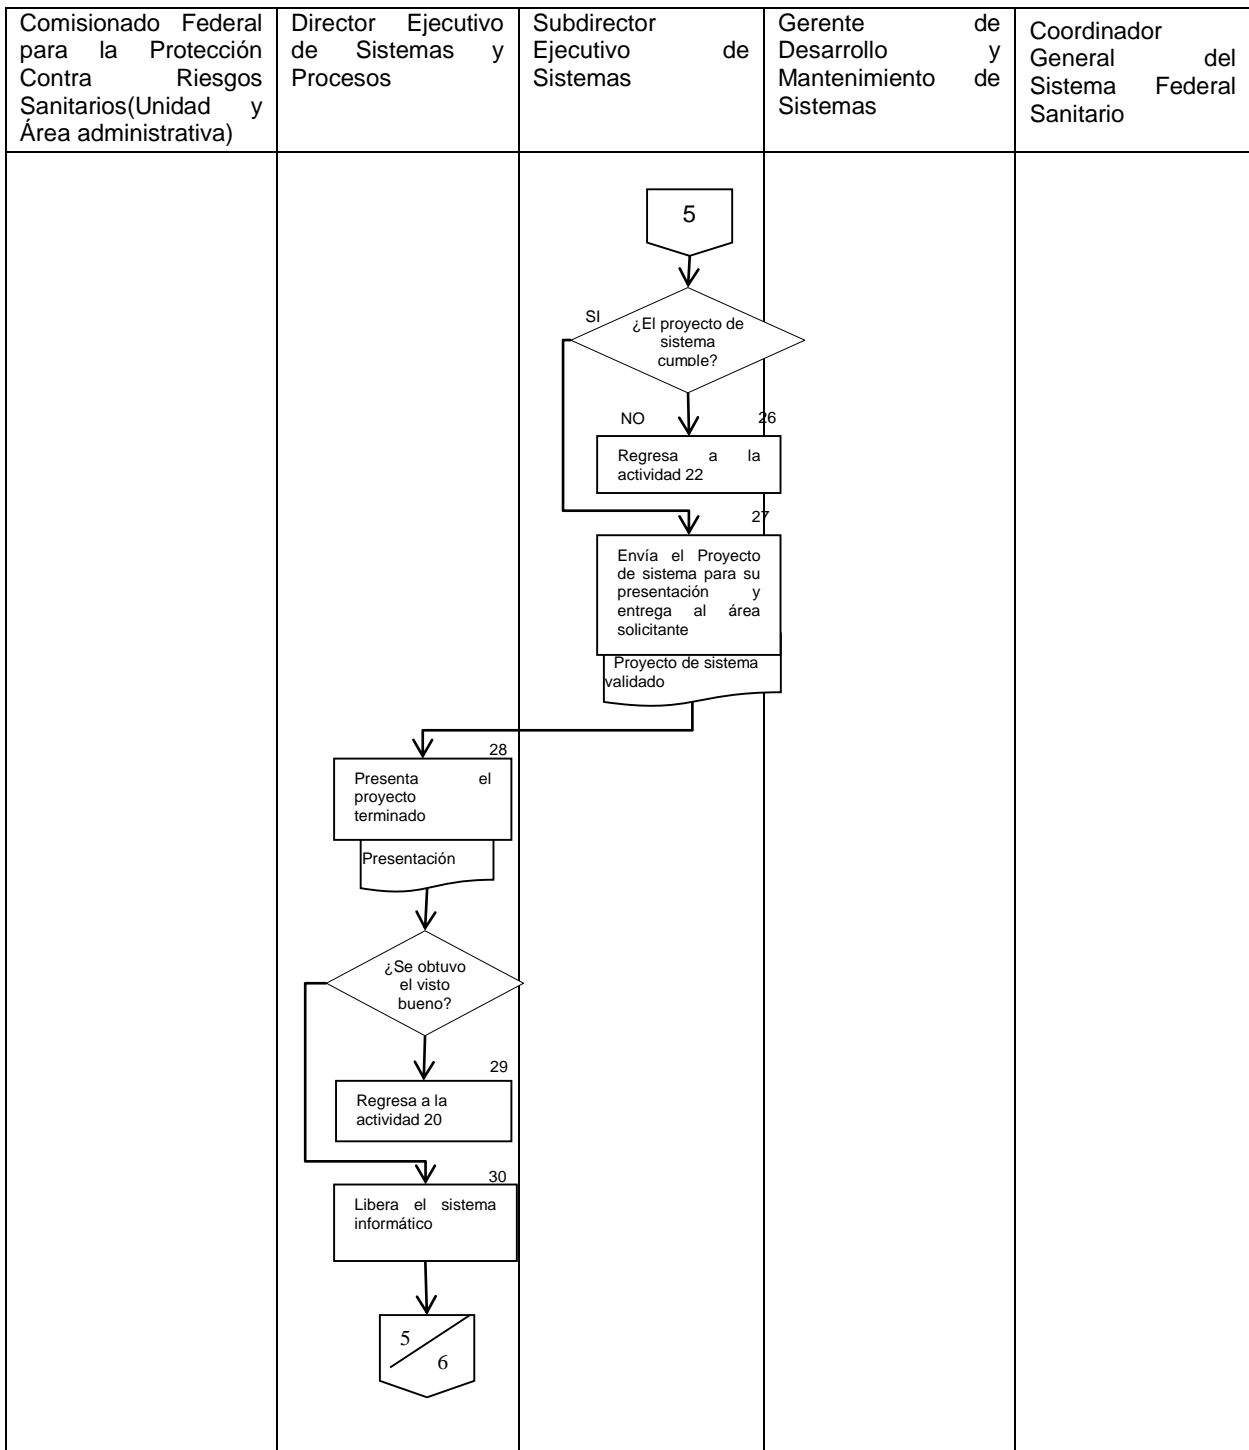 Comisionado Federal
para la Protección
Contra Riesgos
Sanitarios(Unidad y
Área administrativa)
Director Ejecutivo
de Sistemas y
Procesos
Subdirector
Ejecutivo de
Sistemas
Gerente de
Desarrollo y
Mantenimiento de
Sistemas
Coordinador
General del
Sistema Federal
Sanitario
5
SI
¿El proyecto de
sistema
cumple?
NO
26
Regresa a la
actividad 22
27
Envía el Proyecto
de sistema para su
presentación y
entrega al área
solicitante
Proyecto de sistema
validado
28
Presenta el
proyecto
terminado
Presentación
¿Se obtuvo
el visto
bueno?
29
Regresa a la
actividad 20
30
Libera el sistema
informático
5
6